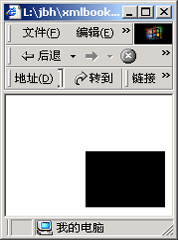 L:\jbh\xmlbook...
文件(F) 编辑(E) »
后退 »
地址(D) 转到 链接 »
我的电脑